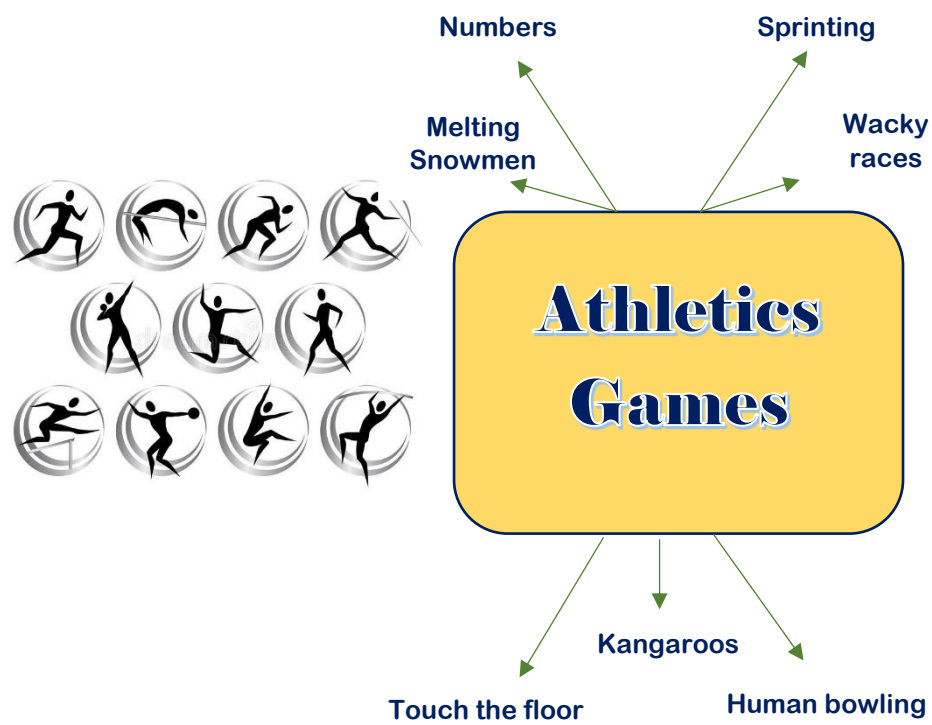 Numbers
Sprinting
Melting
Snowmen
Wacky
races
Athletics
Games
Kangaroos
Touch the floor
Human bowling